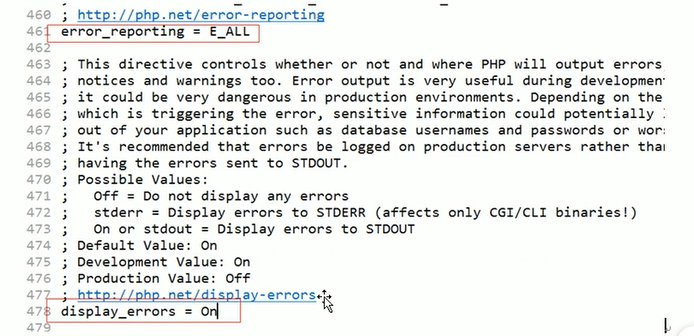 460 ; http://php.net/error-reporting
461 error_reporting = E_ALL
462
463 ; This directive controls whether or not and where PHP will output errors
464 ; notices and warnings too. Error output is very useful during
465 ; it could be very dangerous in production environments. Depending on the
466 ; which is triggering the error, sensitive information could potentially
467 ; out of your application such as database usernames and passwords or
468 ; It's recommended that errors be logged on production servers rather
469 ; having the errors sent to STDOUT.
470 ; Possible Values:
471 ;   Off = Do not display any errors
472 ;   stderr = Display errors to STDERR (affects only CGI/CLI binaries!)
473 ;   On or stdout = Display errors to STDOUT
474 ; Default Value: On
475 ; Development Value: On
476 ; Production Value: Off
477 ; http://php.net/display-errors
478 display_errors = On
479